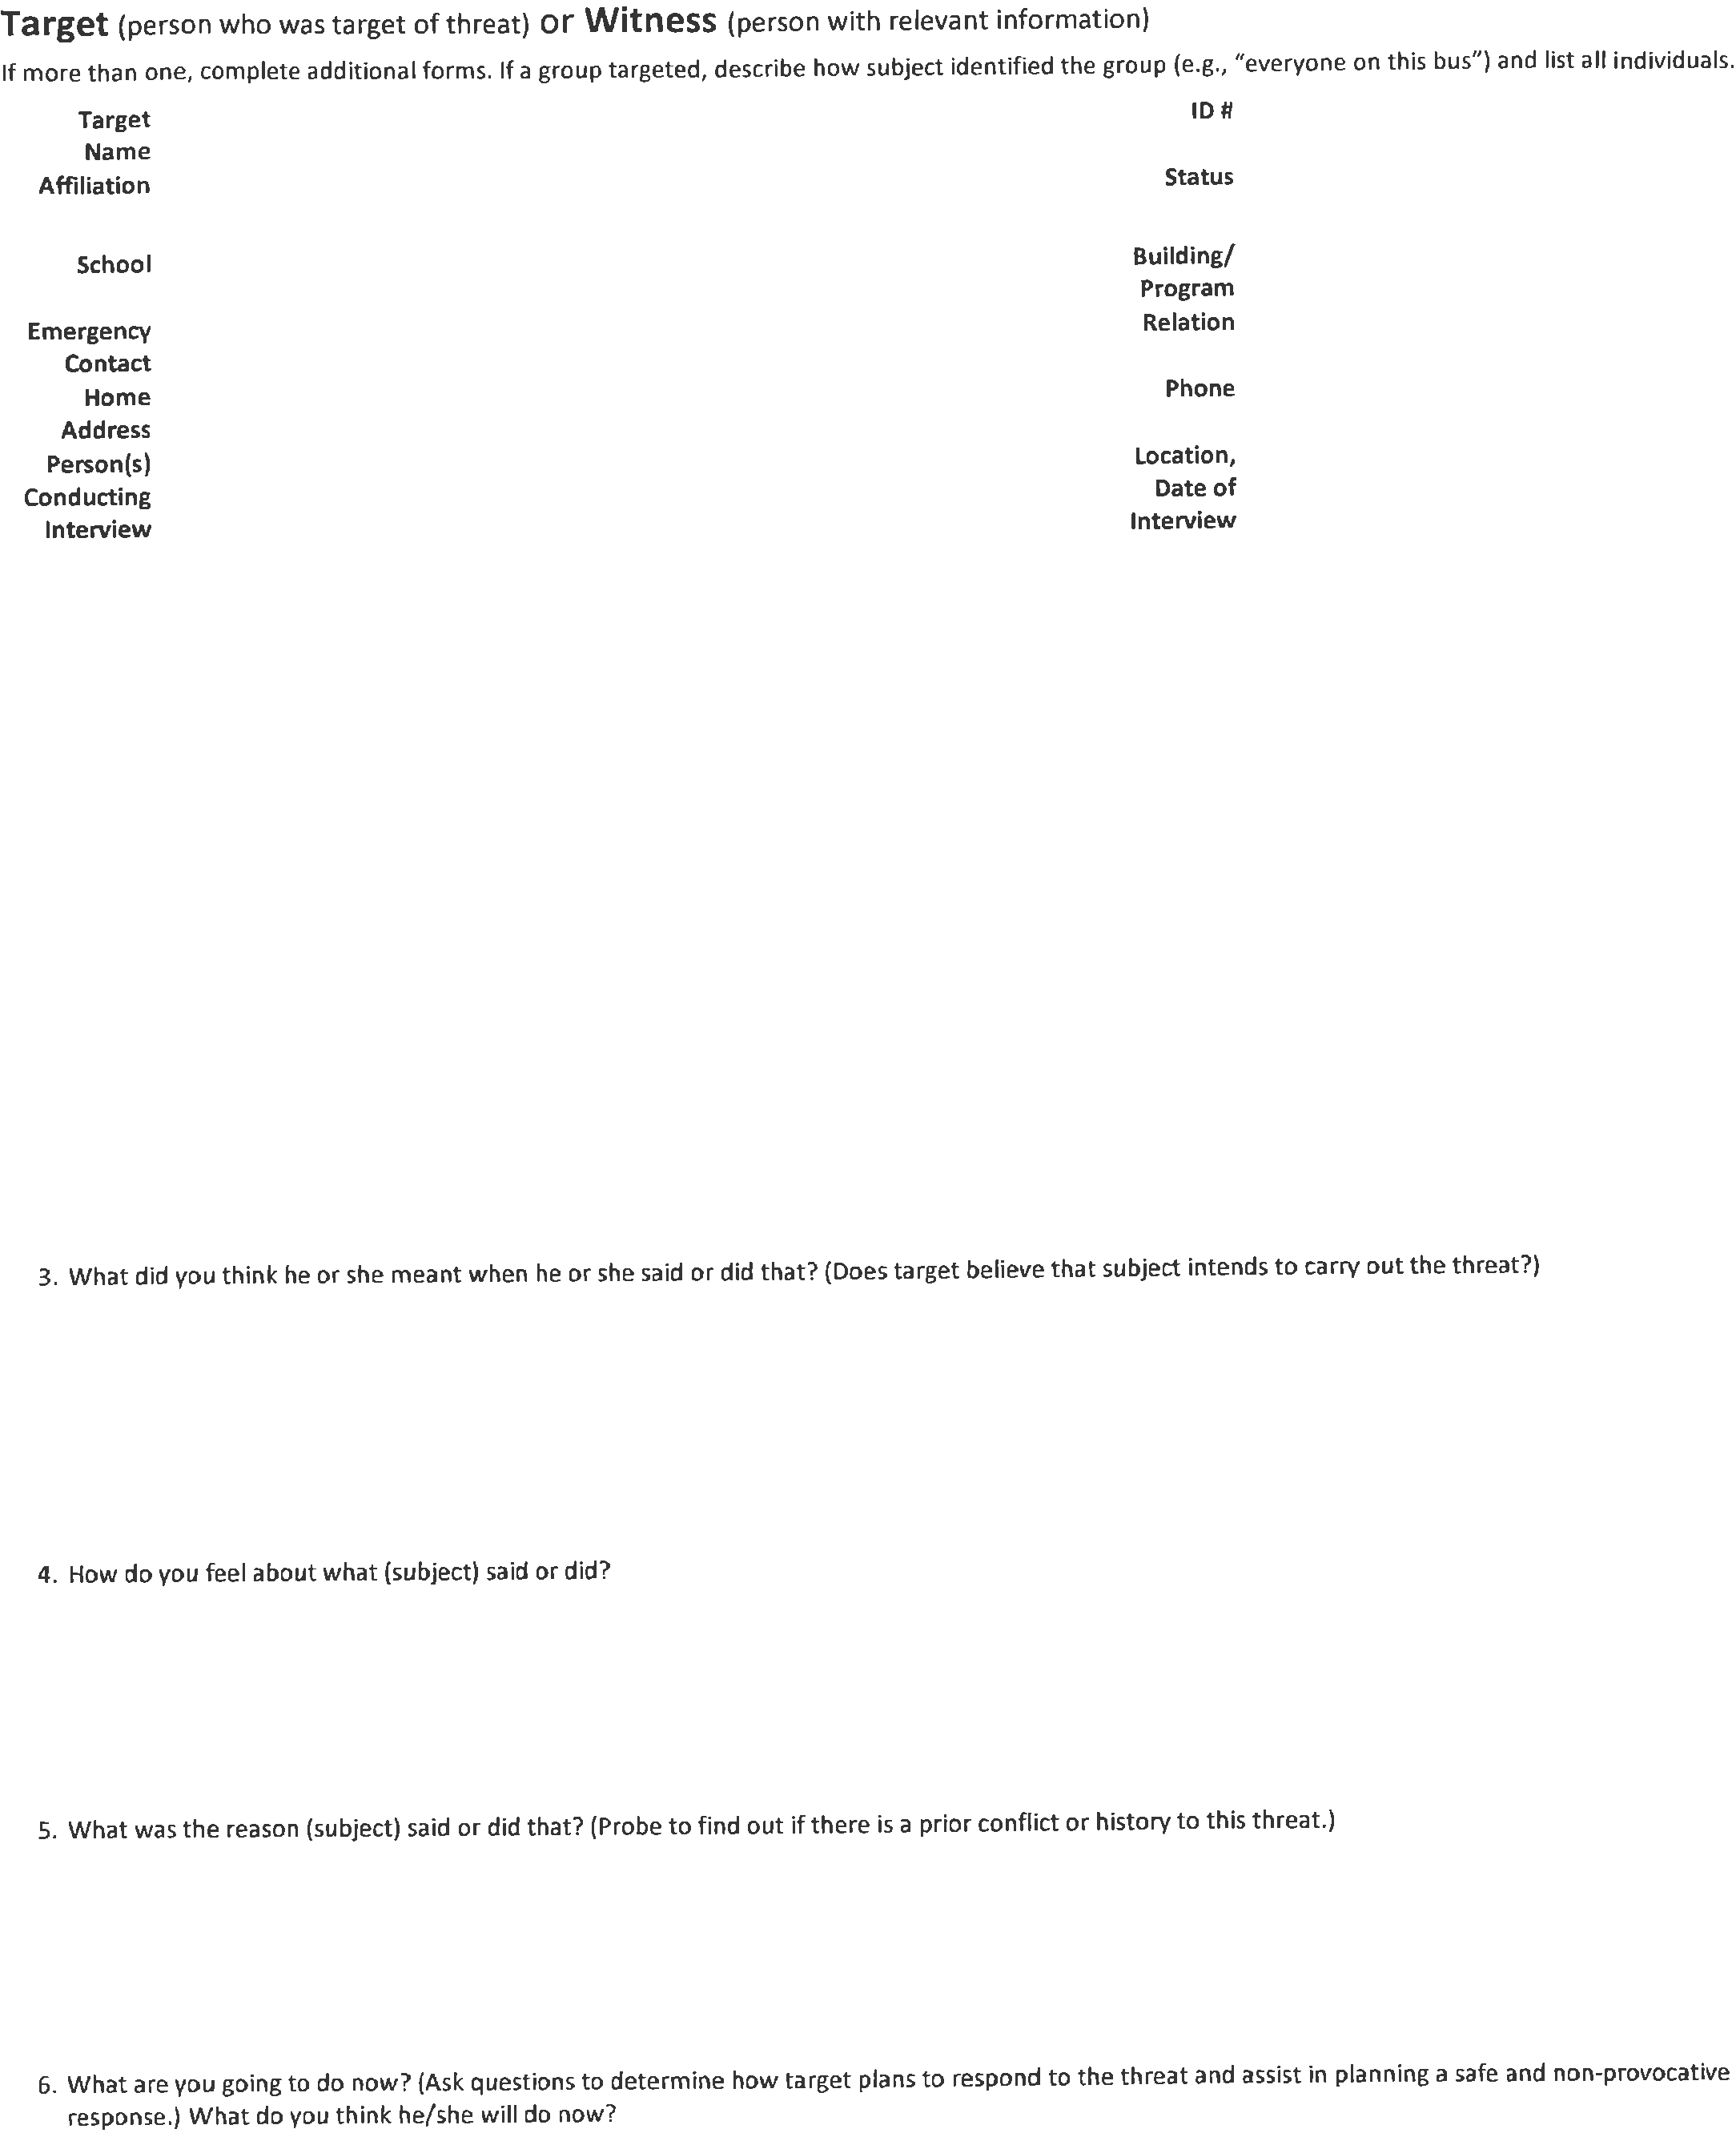 Target (person who was target of threat) or Witness (person with relevant information)
If more than one, complete additional forms. If a group targeted, describe how subject identified the group (e.g., “everyone on this bus”) and list all individuals.
Target Name
ID #
Affiliation
Status
School
Building/ Program
Emergency Contact
Relation
Home Address
Phone
Person(s) Conducting Interview
Location, Date of Interview
3. What did you think he or she meant when he or she said or did that? (Does target believe that subject intends to carry out the threat?)
4. How do you feel about what (subject) said or did?
5. What was the reason (subject) said or did that? (Probe to find out if there is a prior conflict or history to this threat.)
6. What are you going to do now? (Ask questions to determine how target plans to respond to the threat and assist in planning a safe and non-provocative
response.) What do you think he/she will do now?